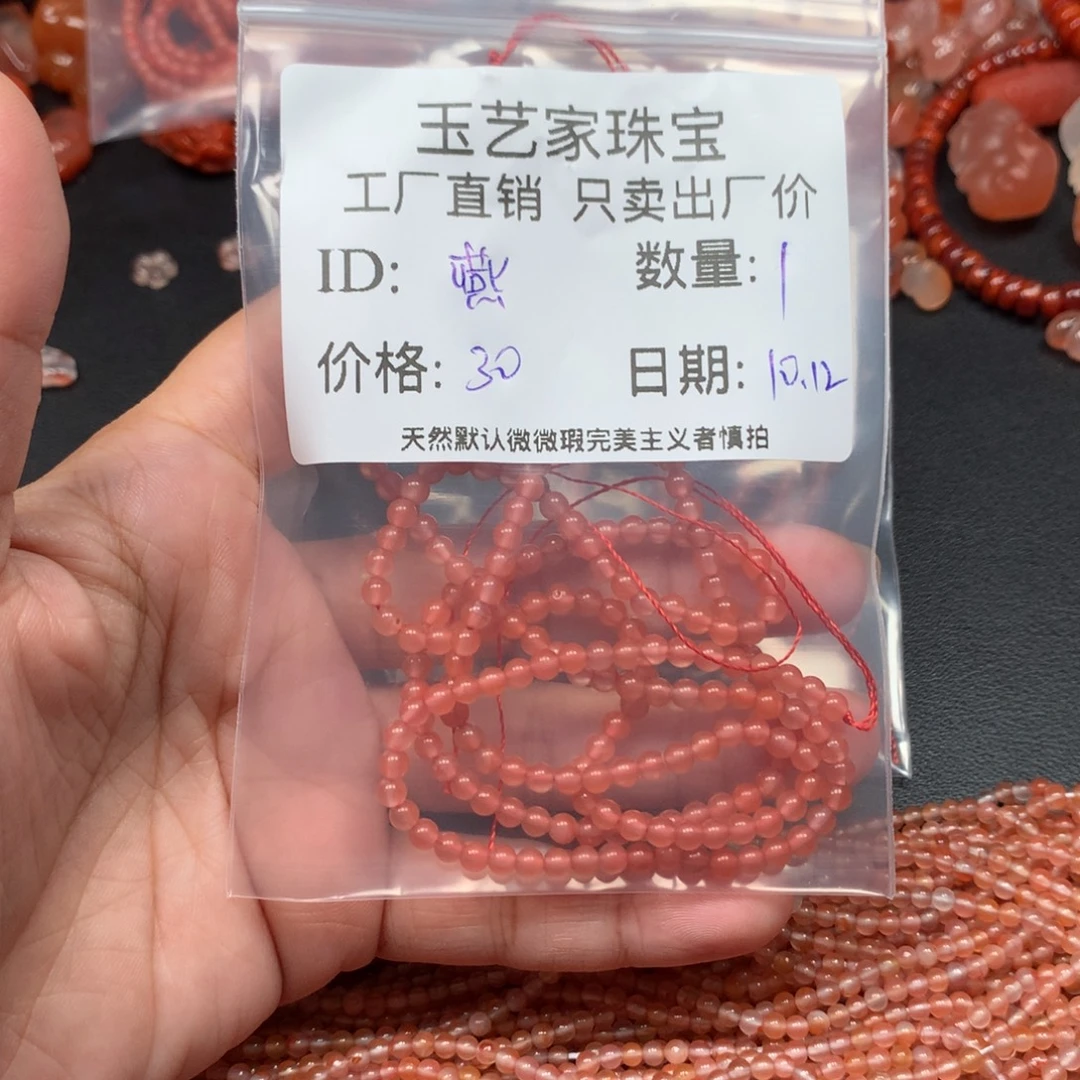 玉艺家珠宝
工厂直销 只卖出厂价
ID: 燕 数量: 1
价格: 30 日期: 10.12
天然默认微微瑕完美主义者慎拍